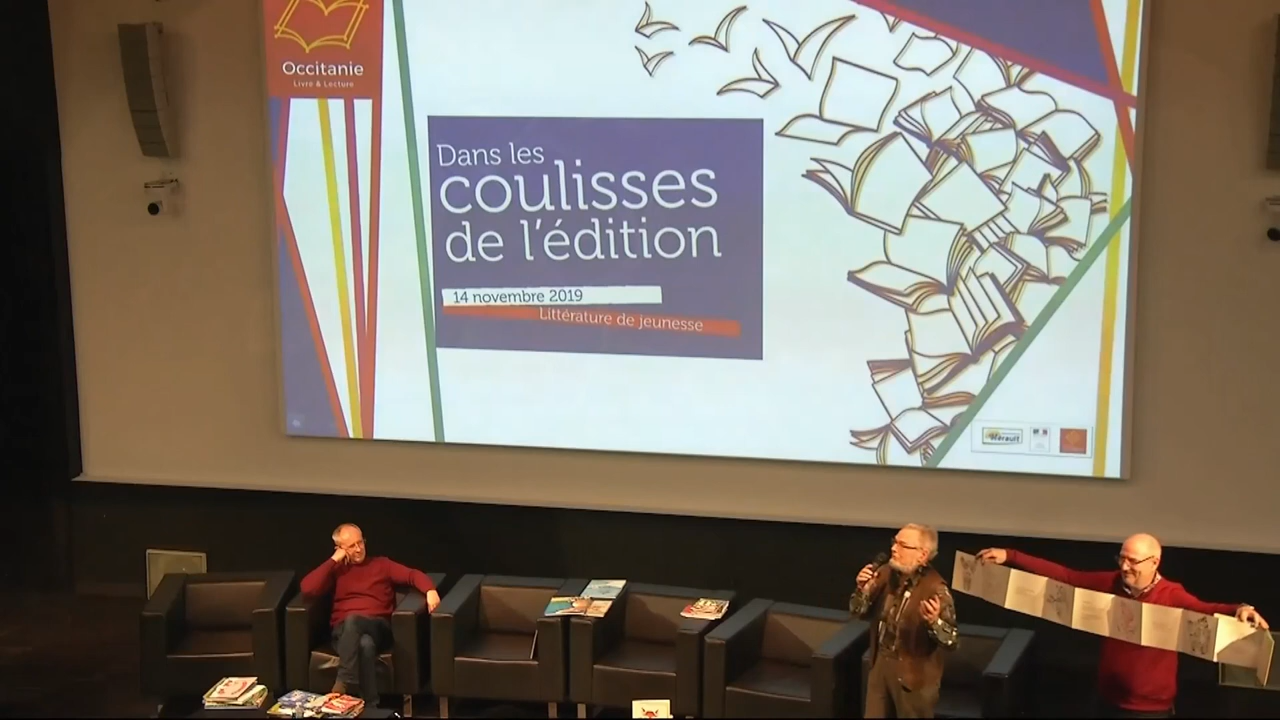 Occitanie
Livre & Lecture
Dans les
coulisses
de l'édition
14 novembre 2019
Littérature de jeunesse
Hérault